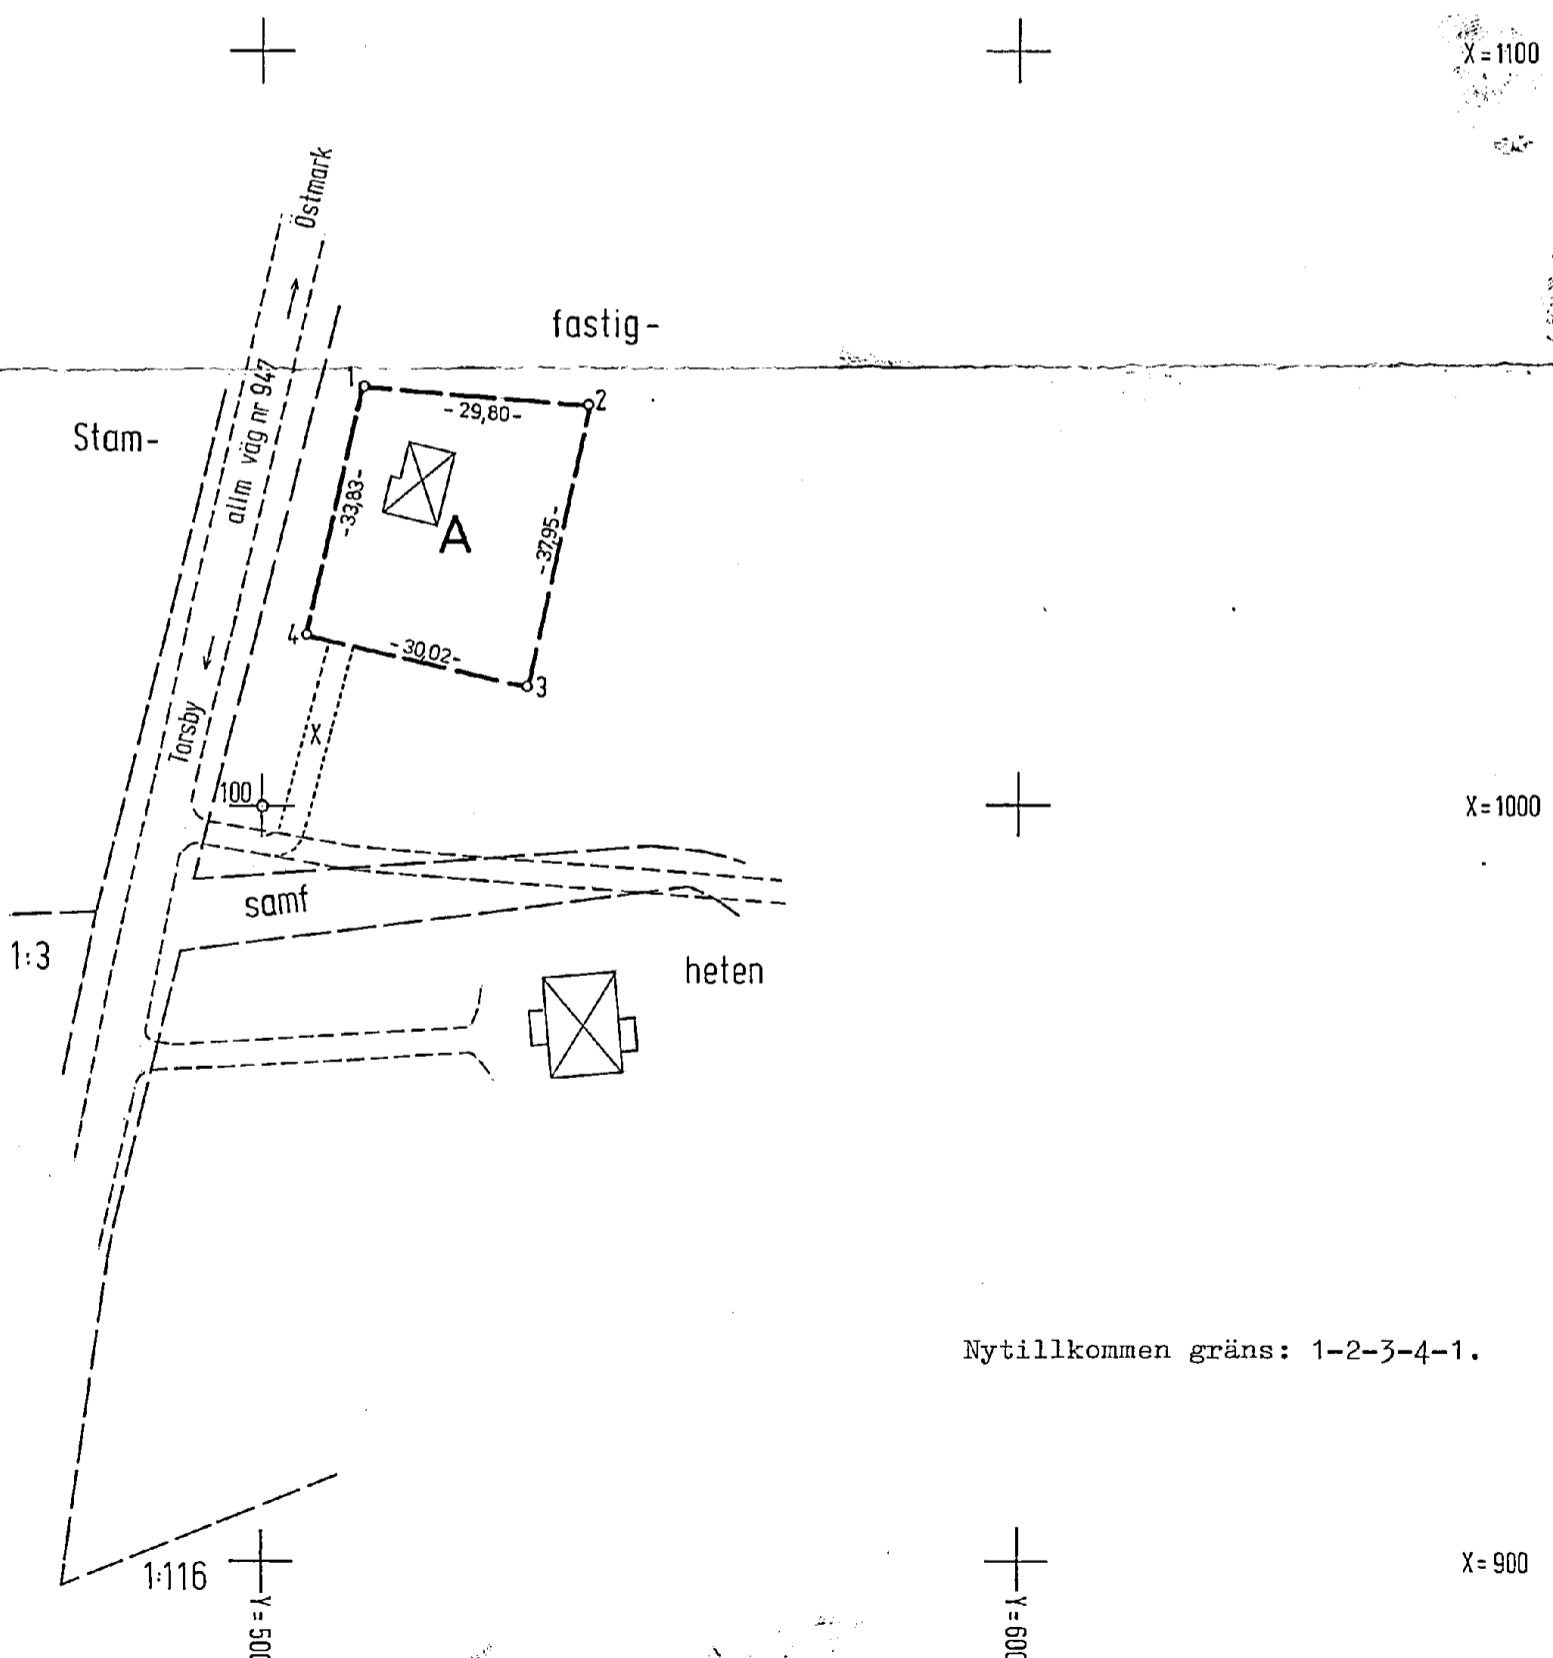 X = 1100
Östmark
fastig-
allm väg nr 947
1
2
-29,80-
Stam-
-33,83-
A
-37,95-
4
-30,02-
3
Torsby
X
100
X = 1000
samf
1:3
heten
Nytillkommen gräns: 1-2-3-4-1.
1:116
X = 900
Y = 500
Y = 600